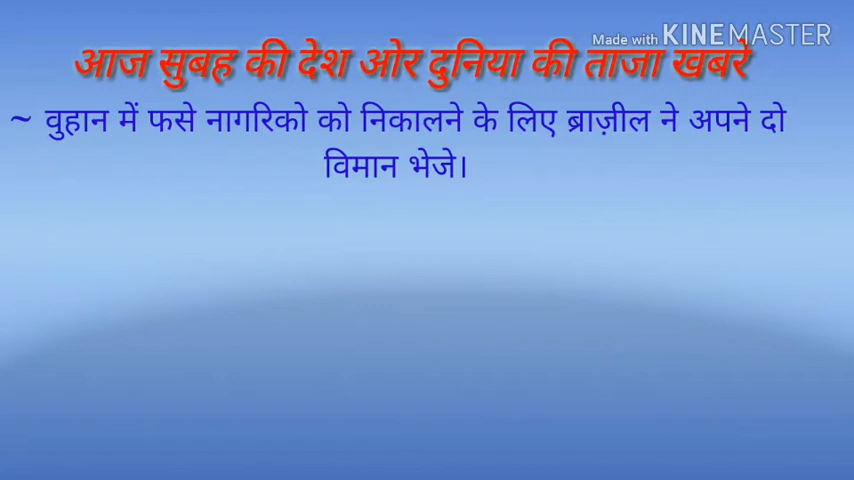 Made with KINEMASTER
आज सुबह की देश ओर दुनिया की ताजा खबरे
~ वुहान में फसे नागरिको को निकालने के लिए ब्राज़ील ने अपने दो
विमान भेजे।